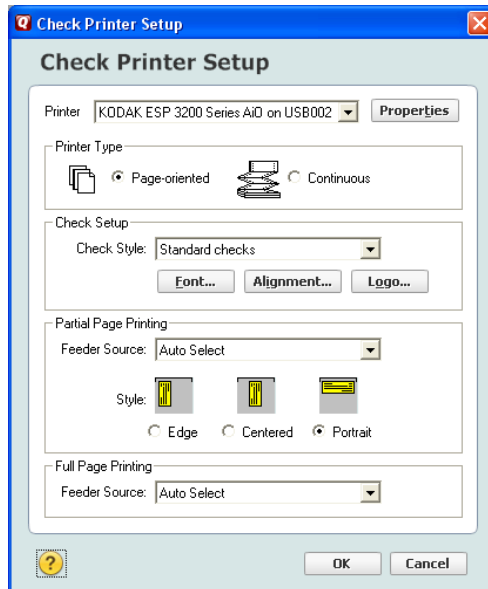 Check Printer Setup
Check Printer Setup
Printer KODAK ESP 3200 Series AiO on USB002 Properties
Printer Type
Page-oriented Continuous
Check Setup
Check Style: Standard checks
Font... Alignment... Logo...
Partial Page Printing
Feeder Source: Auto Select
Style:
Edge Centered Portrait
Full Page Printing
Feeder Source: Auto Select
? OK Cancel